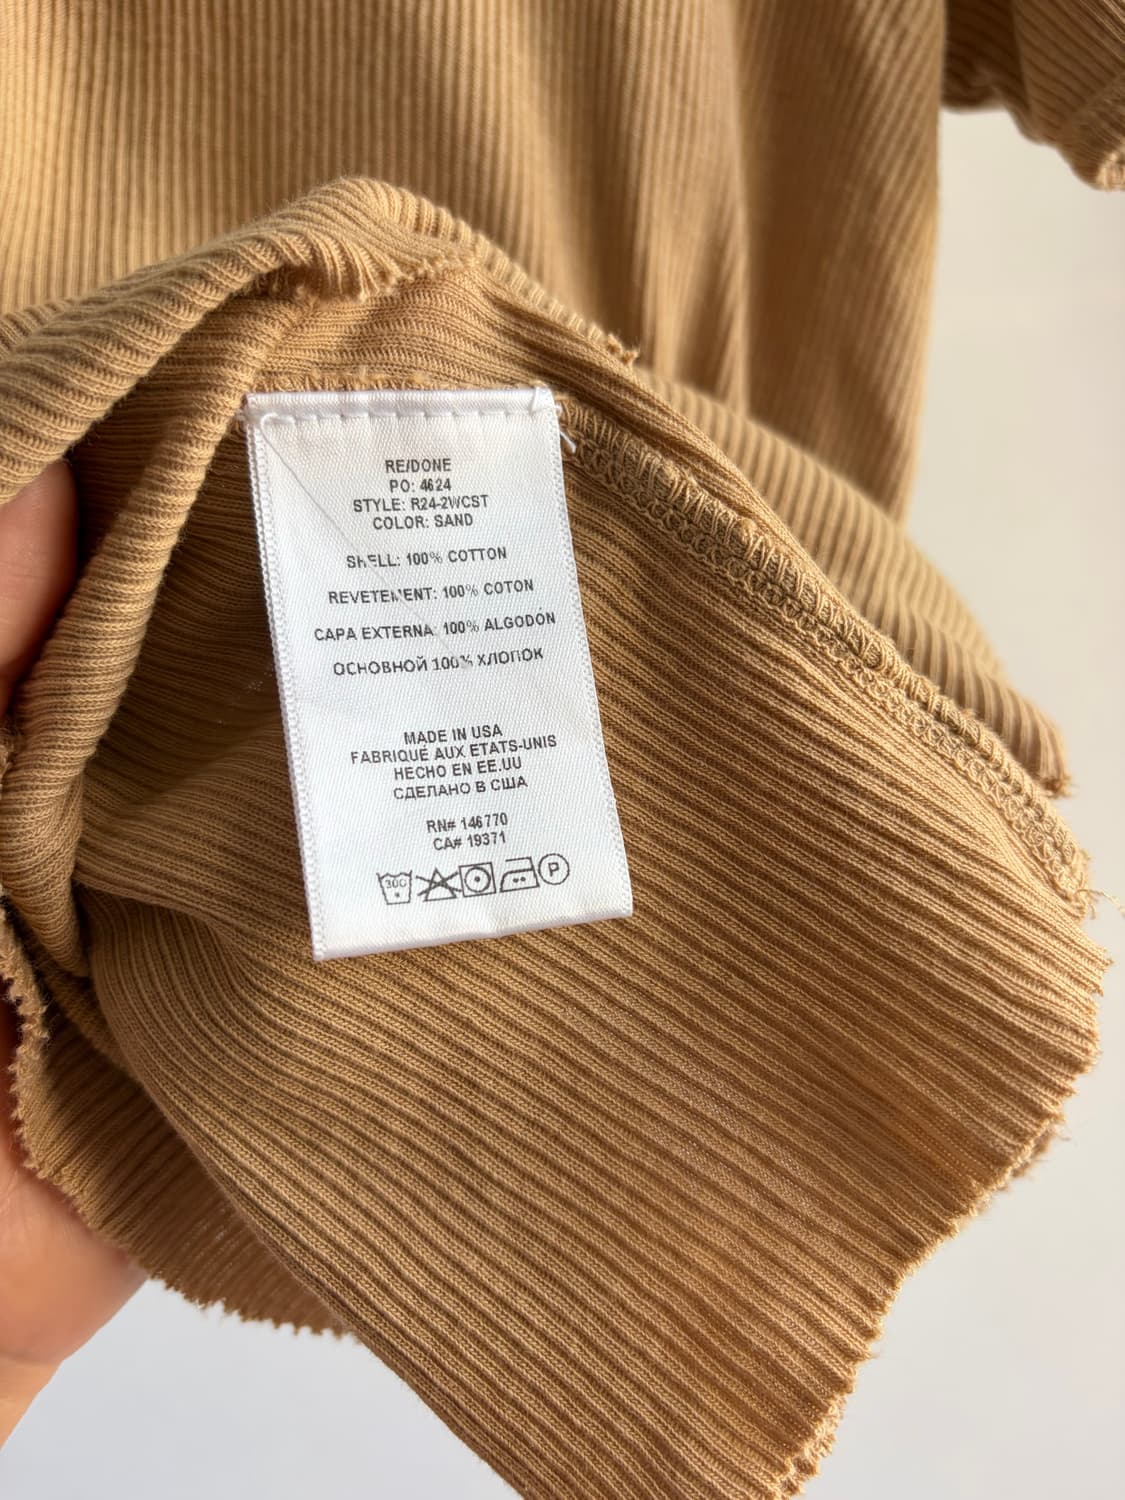 RE/DONE
PO: 4624
STYLE: R24-2WCST
COLOR: SAND
SHELL: 100% COTTON
REVETEMENT: 100% COTON
CAPA EXTERNA: 100% ALGODÓN
ОСНОВНОЙ 100% ХЛОПОК
MADE IN USA
FABRIQUÉ AUX ETATS-UNIS
HECHO EN EE.UU
СДЕЛАНО В США
RN# 146770
CA# 19371
30C P